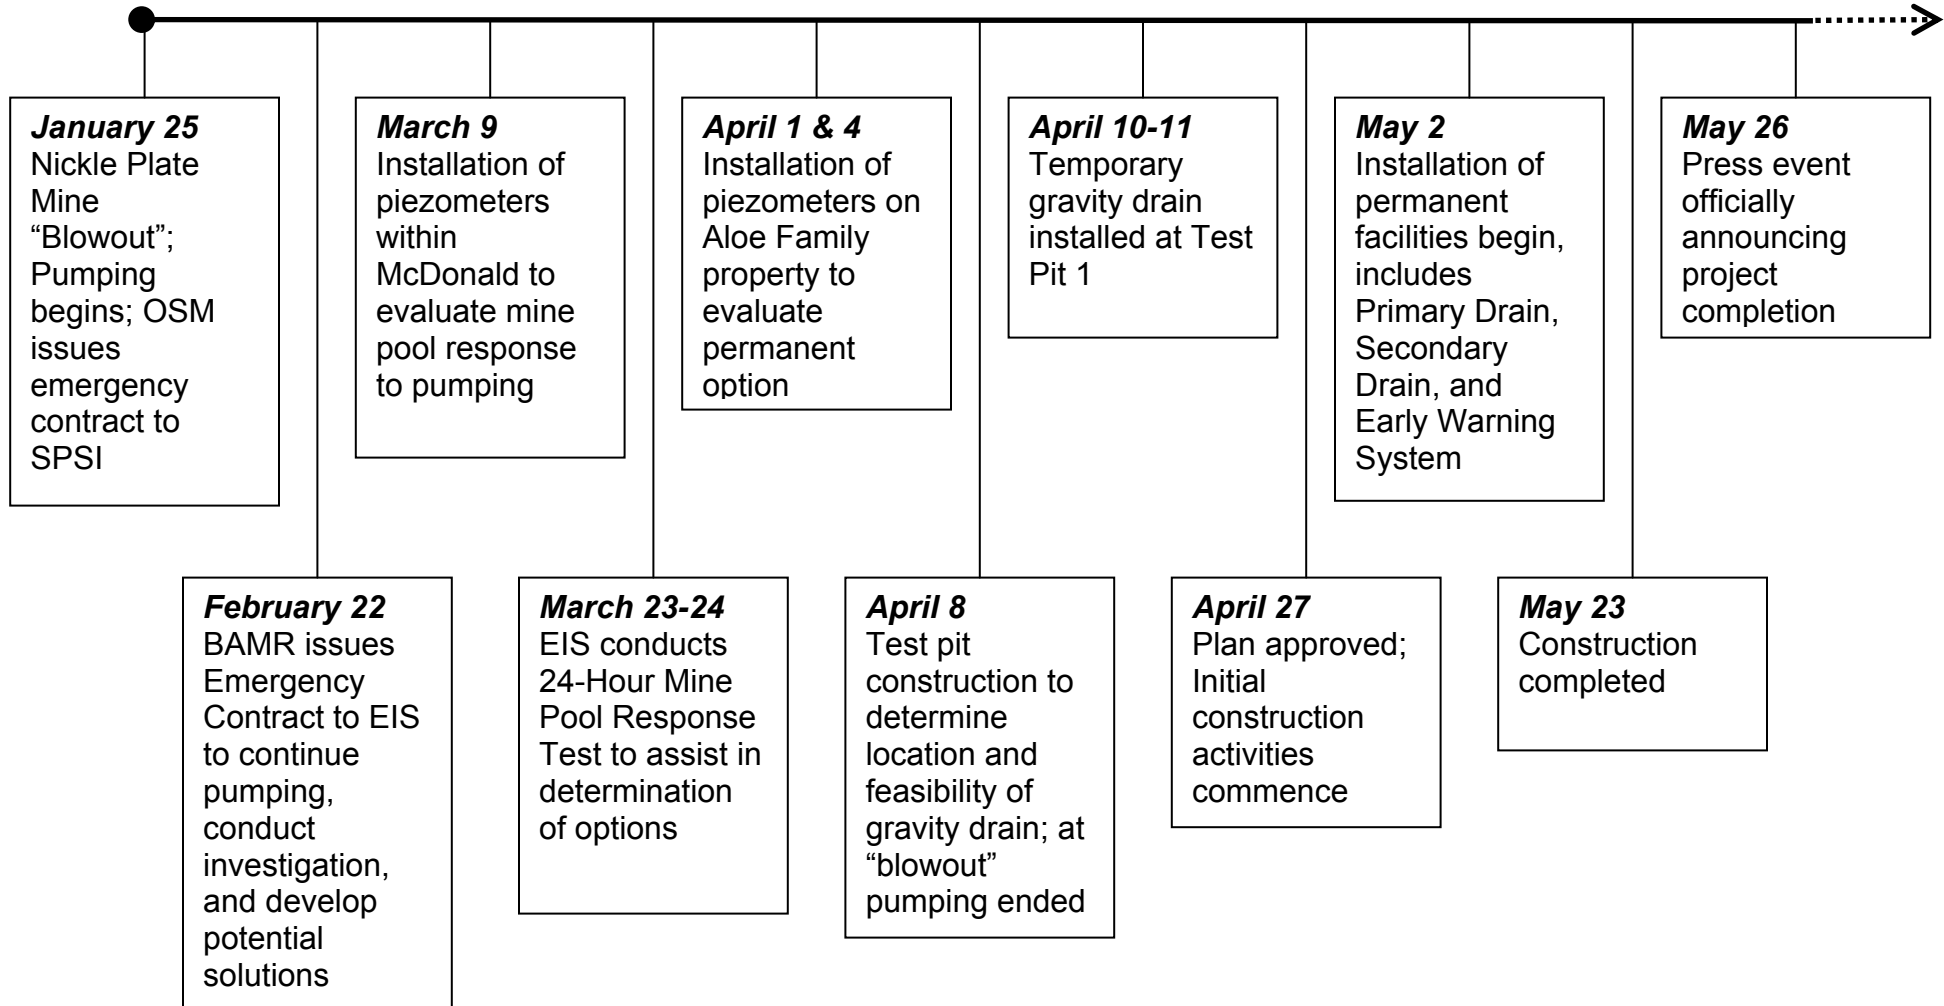 January 25
Nickle Plate
Mine
“Blowout”;
Pumping
begins; OSM
issues
emergency
contract to
SPSI
February 22
BAMR issues
Emergency
Contract to EIS
to continue
pumping,
conduct
investigation,
and develop
potential
solutions
March 9
Installation of
piezometers
within
McDonald to
evaluate mine
pool response
to pumping
March 23-24
EIS conducts
24-Hour Mine
Pool Response
Test to assist in
determination
of options
April 1 & 4
Installation of
piezometers on
Aloe Family
property to
evaluate
permanent
option
April 8
Test pit
construction to
determine
location and
feasibility of
gravity drain; at
“blowout”
pumping ended
April 10-11
Temporary
gravity drain
installed at Test
Pit 1
April 27
Plan approved;
Initial
construction
activities
commence
May 2
Installation of
permanent
facilities begin,
includes
Primary Drain,
Secondary
Drain, and
Early Warning
System
May 23
Construction
completed
May 26
Press event
officially
announcing
project
completion